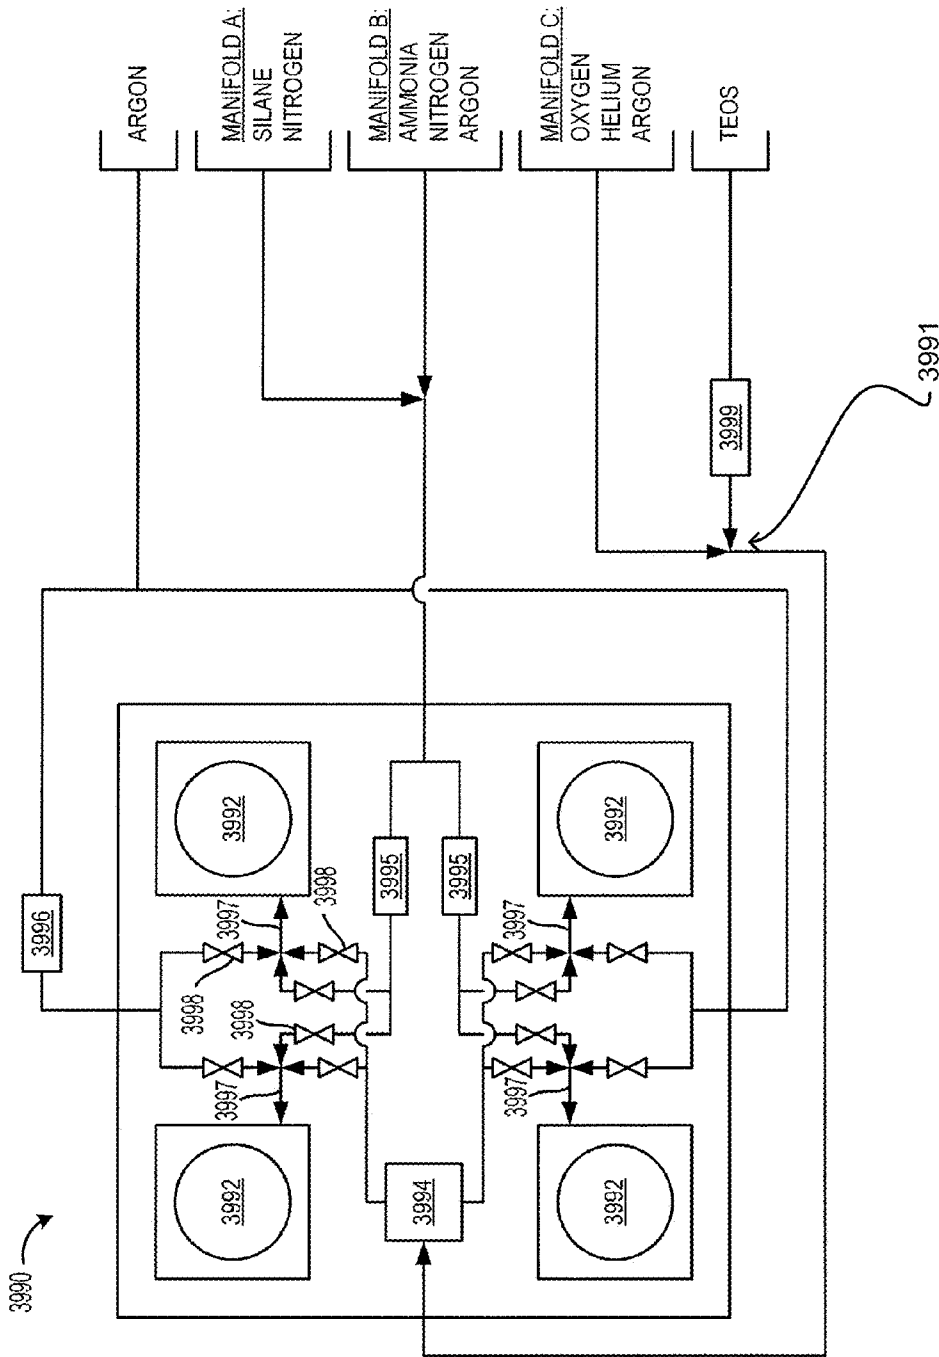 ARGON
MANIFOLD A:
SILANE
NITROGEN
MANIFOLD B:
AMMONIA
NITROGEN
ARGON
MANIFOLD C:
OXYGEN
HELIUM
ARGON
TEOS
3991
3999
3996
3992
3992
3995
3995
3998
3997
3997
3998
3998
3997
3997
3992
3992
3994
3990